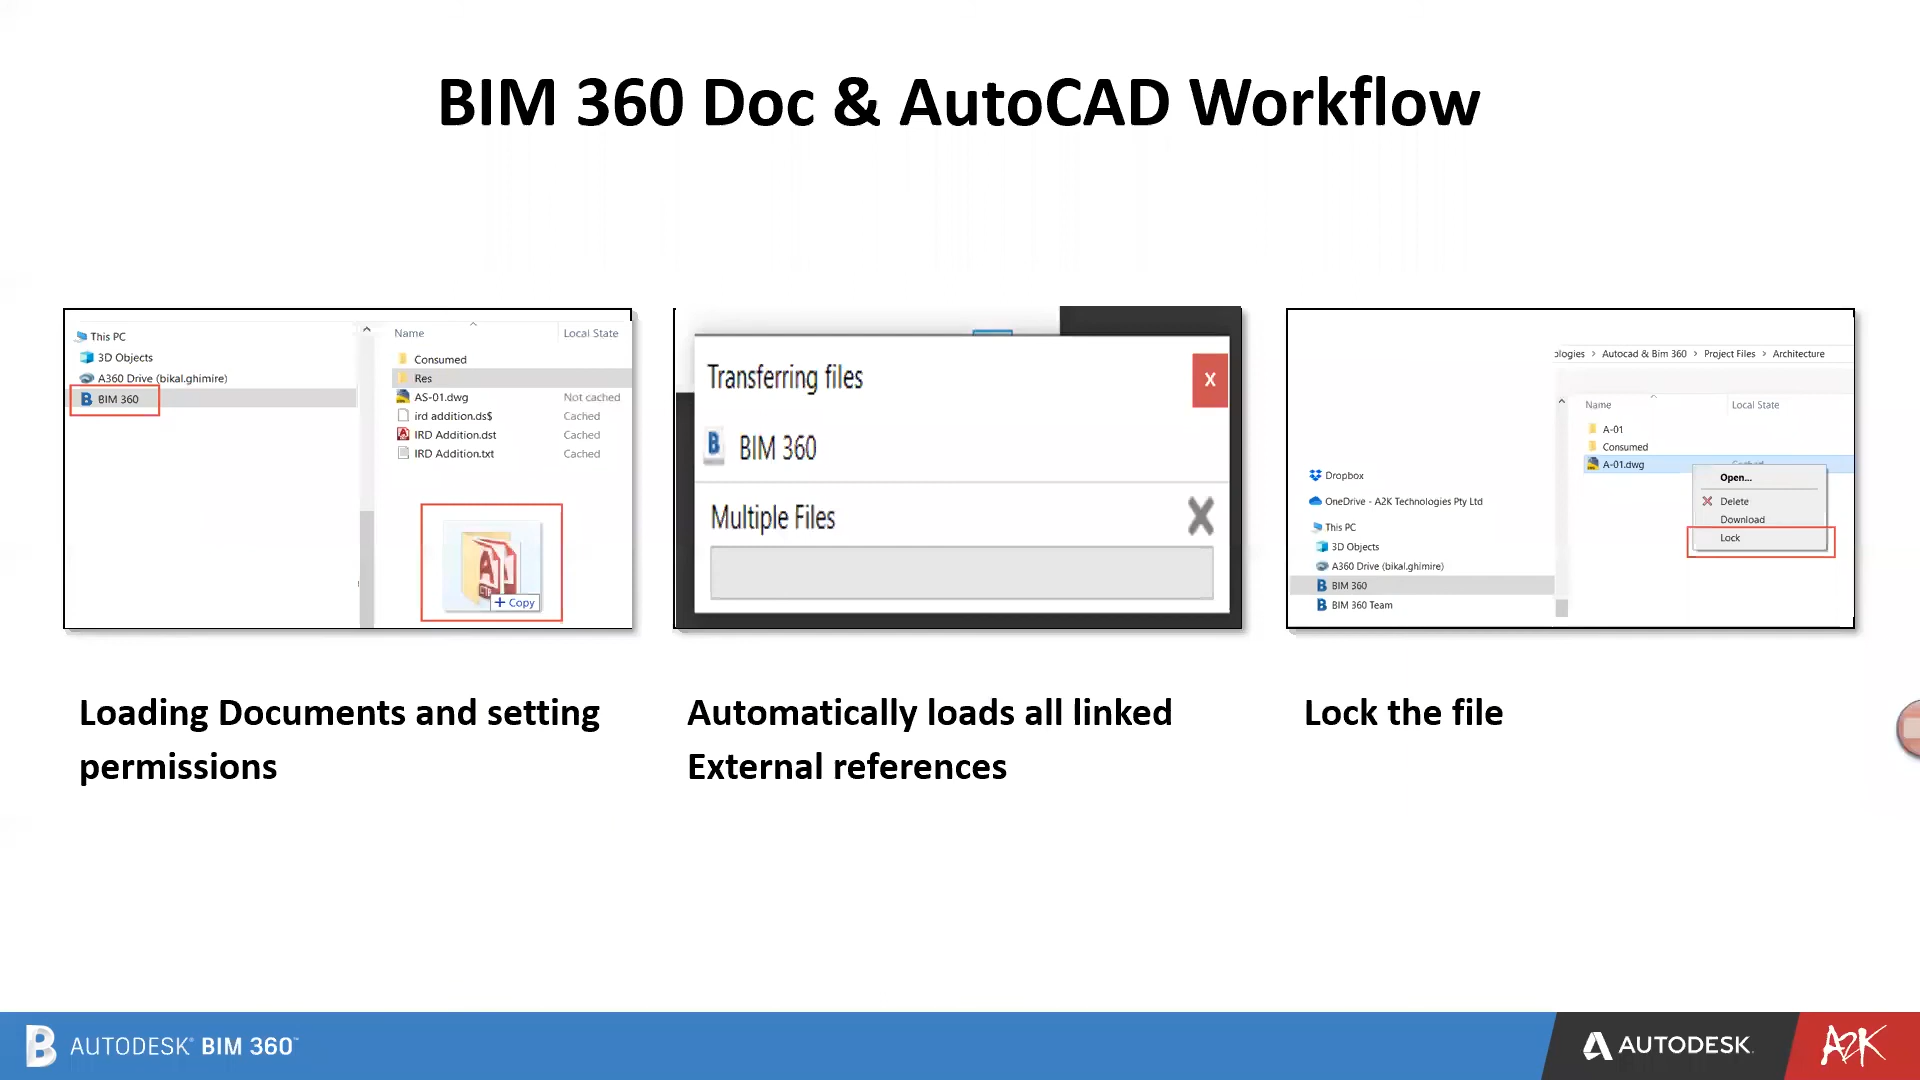 BIM 360 Doc & AutoCAD Workflow
This PC
3D Objects
A360 Drive (bikal.ghimire)
BIM 360
Name Local State
Consumed
Res
AS-01.dwg Not cached
ird addition.ds$ Cached
IRD Addition.dst Cached
IRD Addition.txt Cached
+ Copy
Transferring files X
BIM 360
Multiple Files
ologies > Autocad & Bim 360 > Project Files > Architecture
Name Local State
A-01
Consumed
A-01.dwg
Open...
Delete
Download
Lock
Dropbox
OneDrive - A2K Technologies Pty Ltd
This PC
3D Objects
A360 Drive (bikal.ghimire)
BIM 360
BIM 360 Team
Loading Documents and setting
permissions
Automatically loads all linked
External references
Lock the file
AUTODESK® BIM 360™
AUTODESK.
A2K